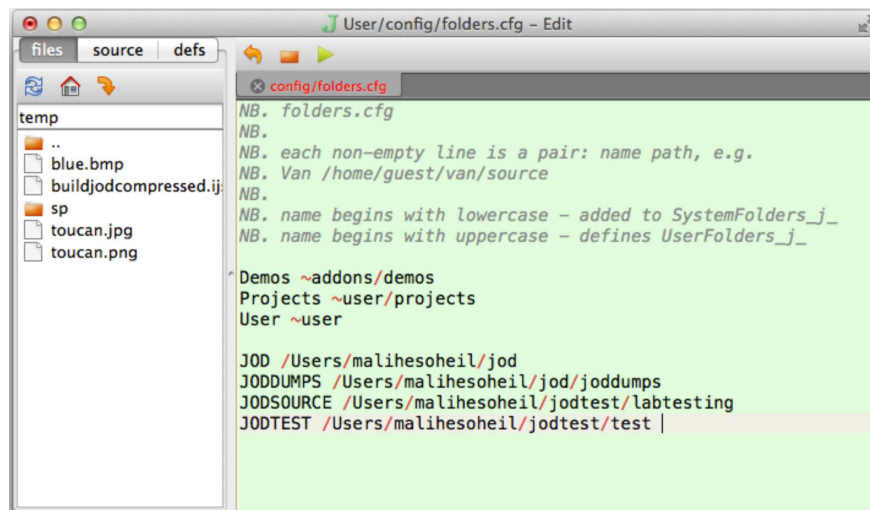 User/config/folders.cfg – Edit
files source defs
config/folders.cfg
temp
..
blue.bmp
buildjodcompressed.ij
sp
toucan.jpg
toucan.png
NB. folders.cfg
NB.
NB. each non-empty line is a pair: name path, e.g.
NB. Van /home/guest/van/source
NB.
NB. name begins with lowercase - added to SystemFolders_j_
NB. name begins with uppercase - defines UserFolders_j_
Demos ~addons/demos
Projects ~user/projects
User ~user
JOD /Users/malihesoheil/jod
JODDUMPS /Users/malihesoheil/jod/joddumps
JODSOURCE /Users/malihesoheil/jodtest/labtesting
JODTEST /Users/malihesoheil/jodtest/test